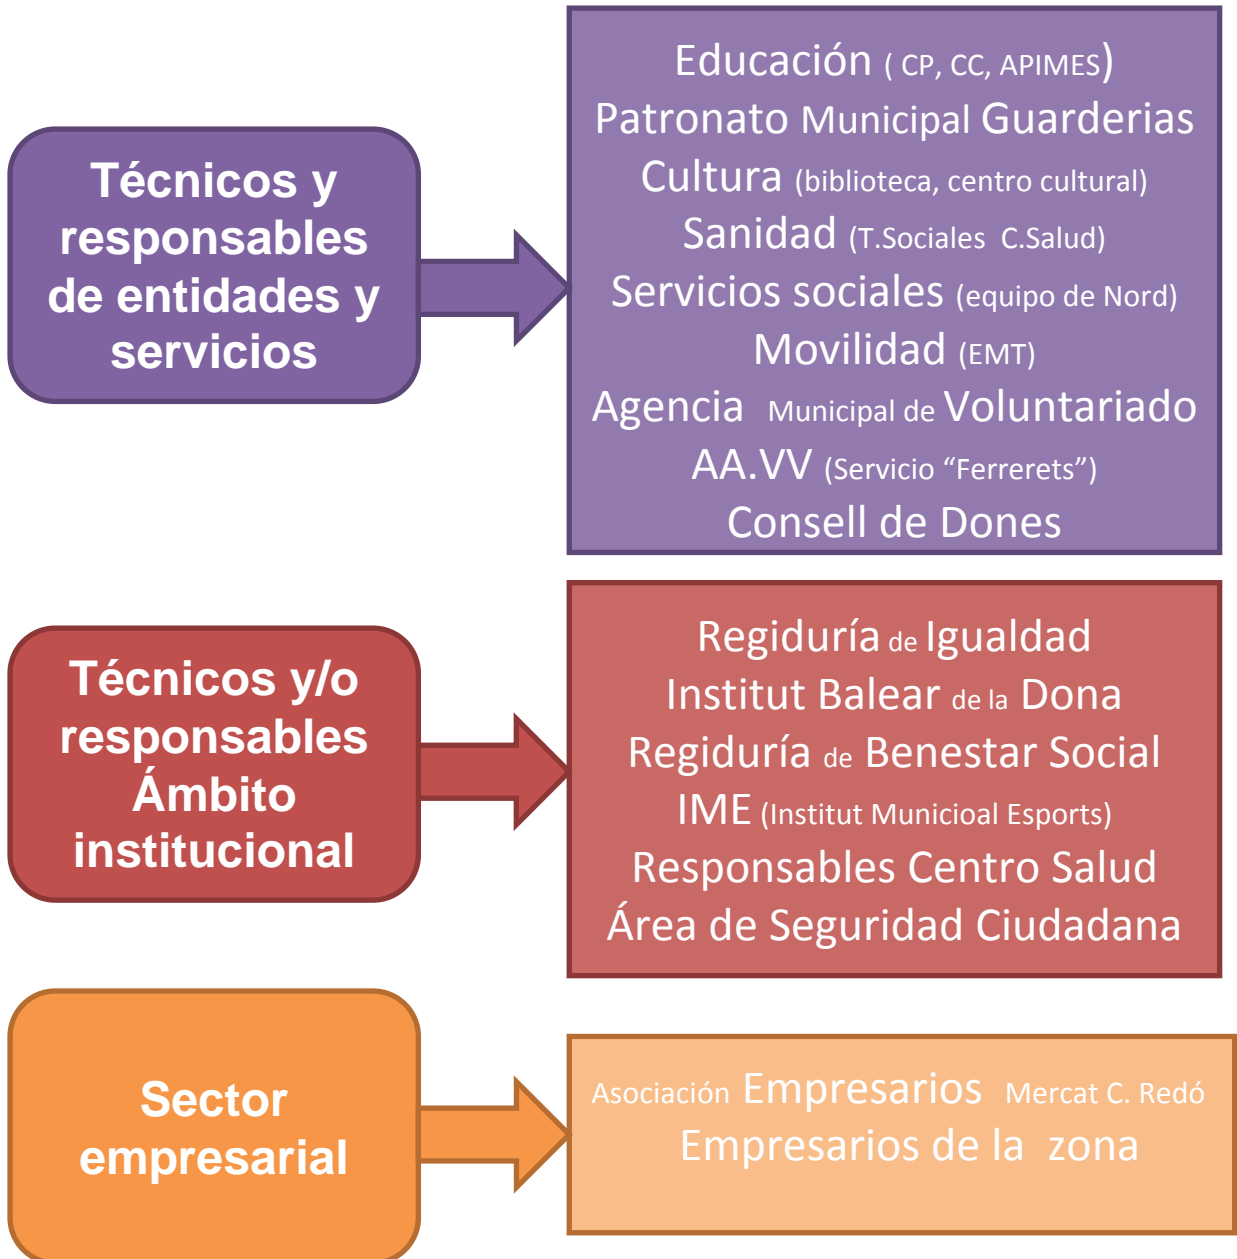 Técnicos y
responsables
de entidades y
servicios
Educación ( CP, CC, APIMES)
Patronato Municipal Guarderias
Cultura (biblioteca, centro cultural)
Sanidad (T.Sociales C.Salud)
Servicios sociales (equipo de Nord)
Movilidad (EMT)
Agencia Municipal de Voluntariado
AA.VV (Servicio “Ferrerets”)
Consell de Dones
Técnicos y/o
responsables
Ámbito
institucional
Regiduría de Igualdad
Institut Balear de la Dona
Regiduría de Benestar Social
IME (Institut Municioal Esports)
Responsables Centro Salud
Área de Seguridad Ciudadana
Sector
empresarial
Asociación Empresarios Mercat C. Redó
Empresarios de la zona